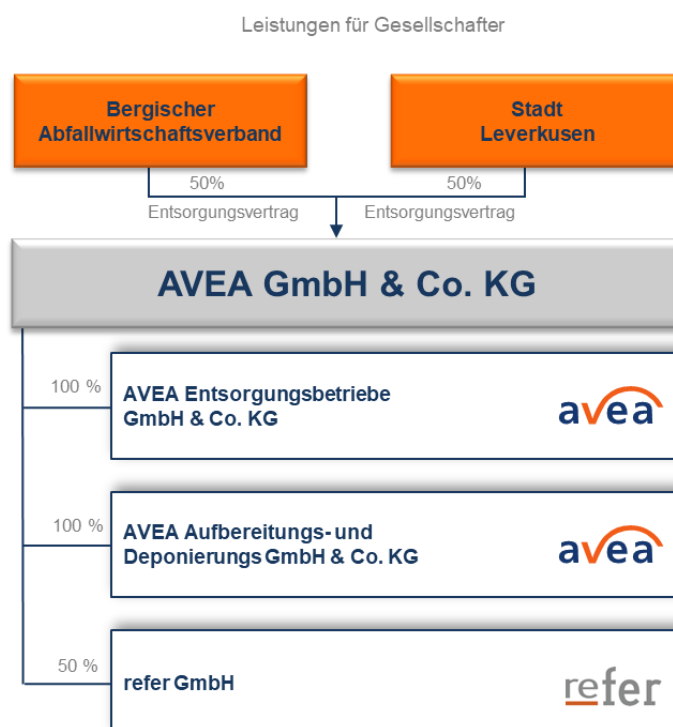 Leistungen für Gesellschafter
Bergischer
Abfallwirtschaftsverband
Stadt
Leverkusen
50%
50%
Entsorgungsvertrag
Entsorgungsvertrag
AVEA GmbH & Co. KG
100 %
AVEA Entsorgungsbetriebe
GmbH & Co. KG
avea
100 %
AVEA Aufbereitungs- und
Deponierungs GmbH & Co. KG
avea
50 %
refer GmbH
refer